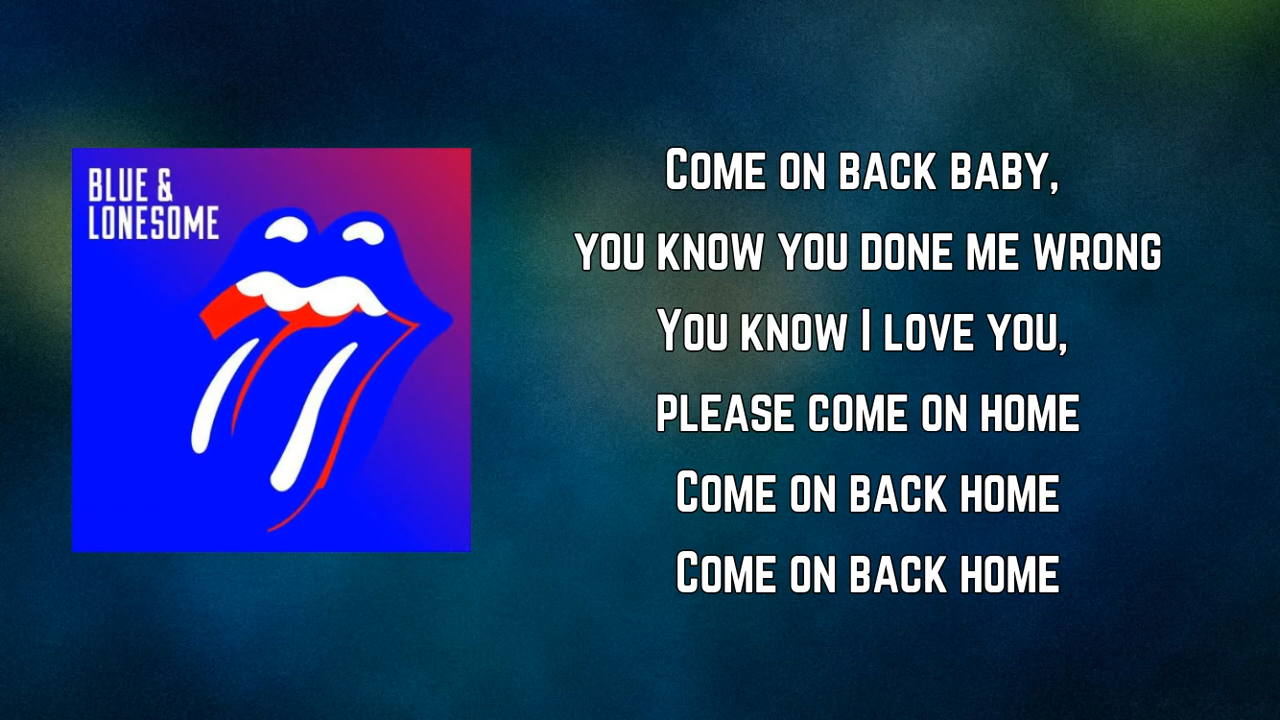 BLUE &
LONESOME
COME ON BACK BABY,
YOU KNOW YOU DONE ME WRONG
YOU KNOW I LOVE YOU,
PLEASE COME ON HOME
COME ON BACK HOME
COME ON BACK HOME